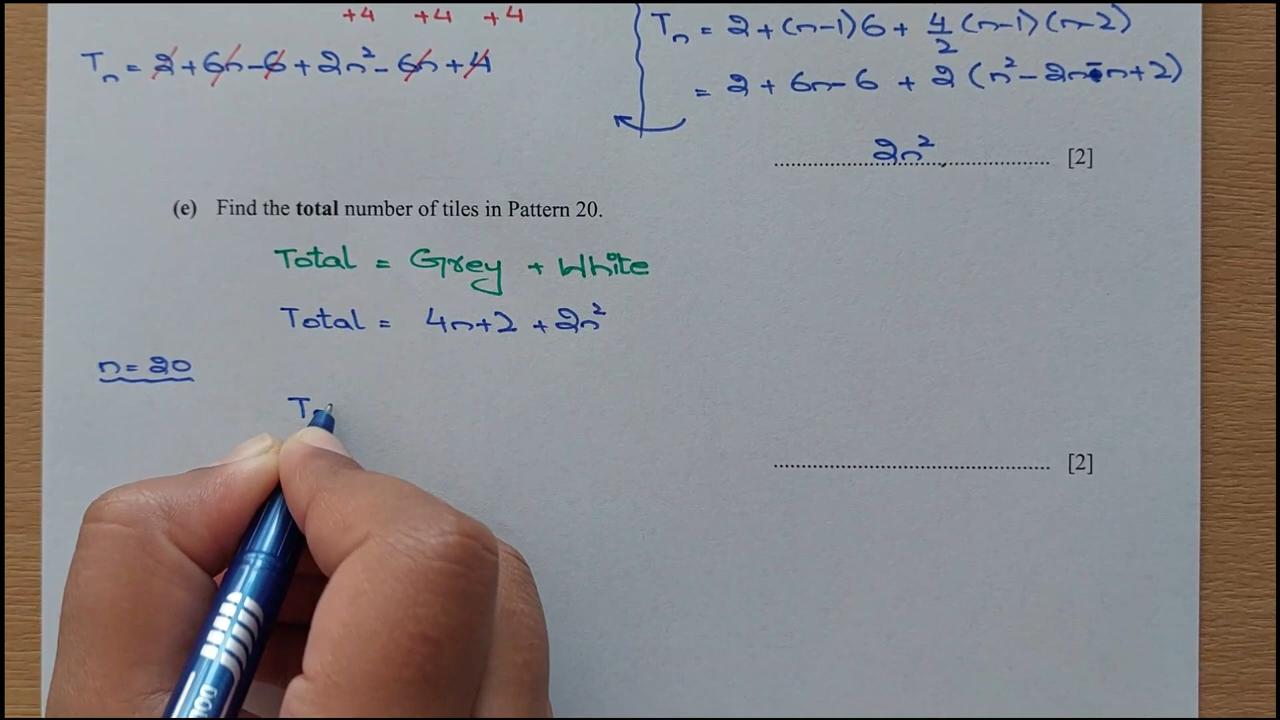 +4 +4 +4
Tₙ = 2 + 6n - 6 + 2n² - 6n + 4
Tₙ = 2 + (n-1)6 + 4/2 (n-1)(n-2)
= 2 + 6n - 6 + 2 (n² - 2n - n + 2)
2n² [2]
(e) Find the total number of tiles in Pattern 20.
Total = Grey + White
Total = 4n+2 + 2n²
n = 20
[2]